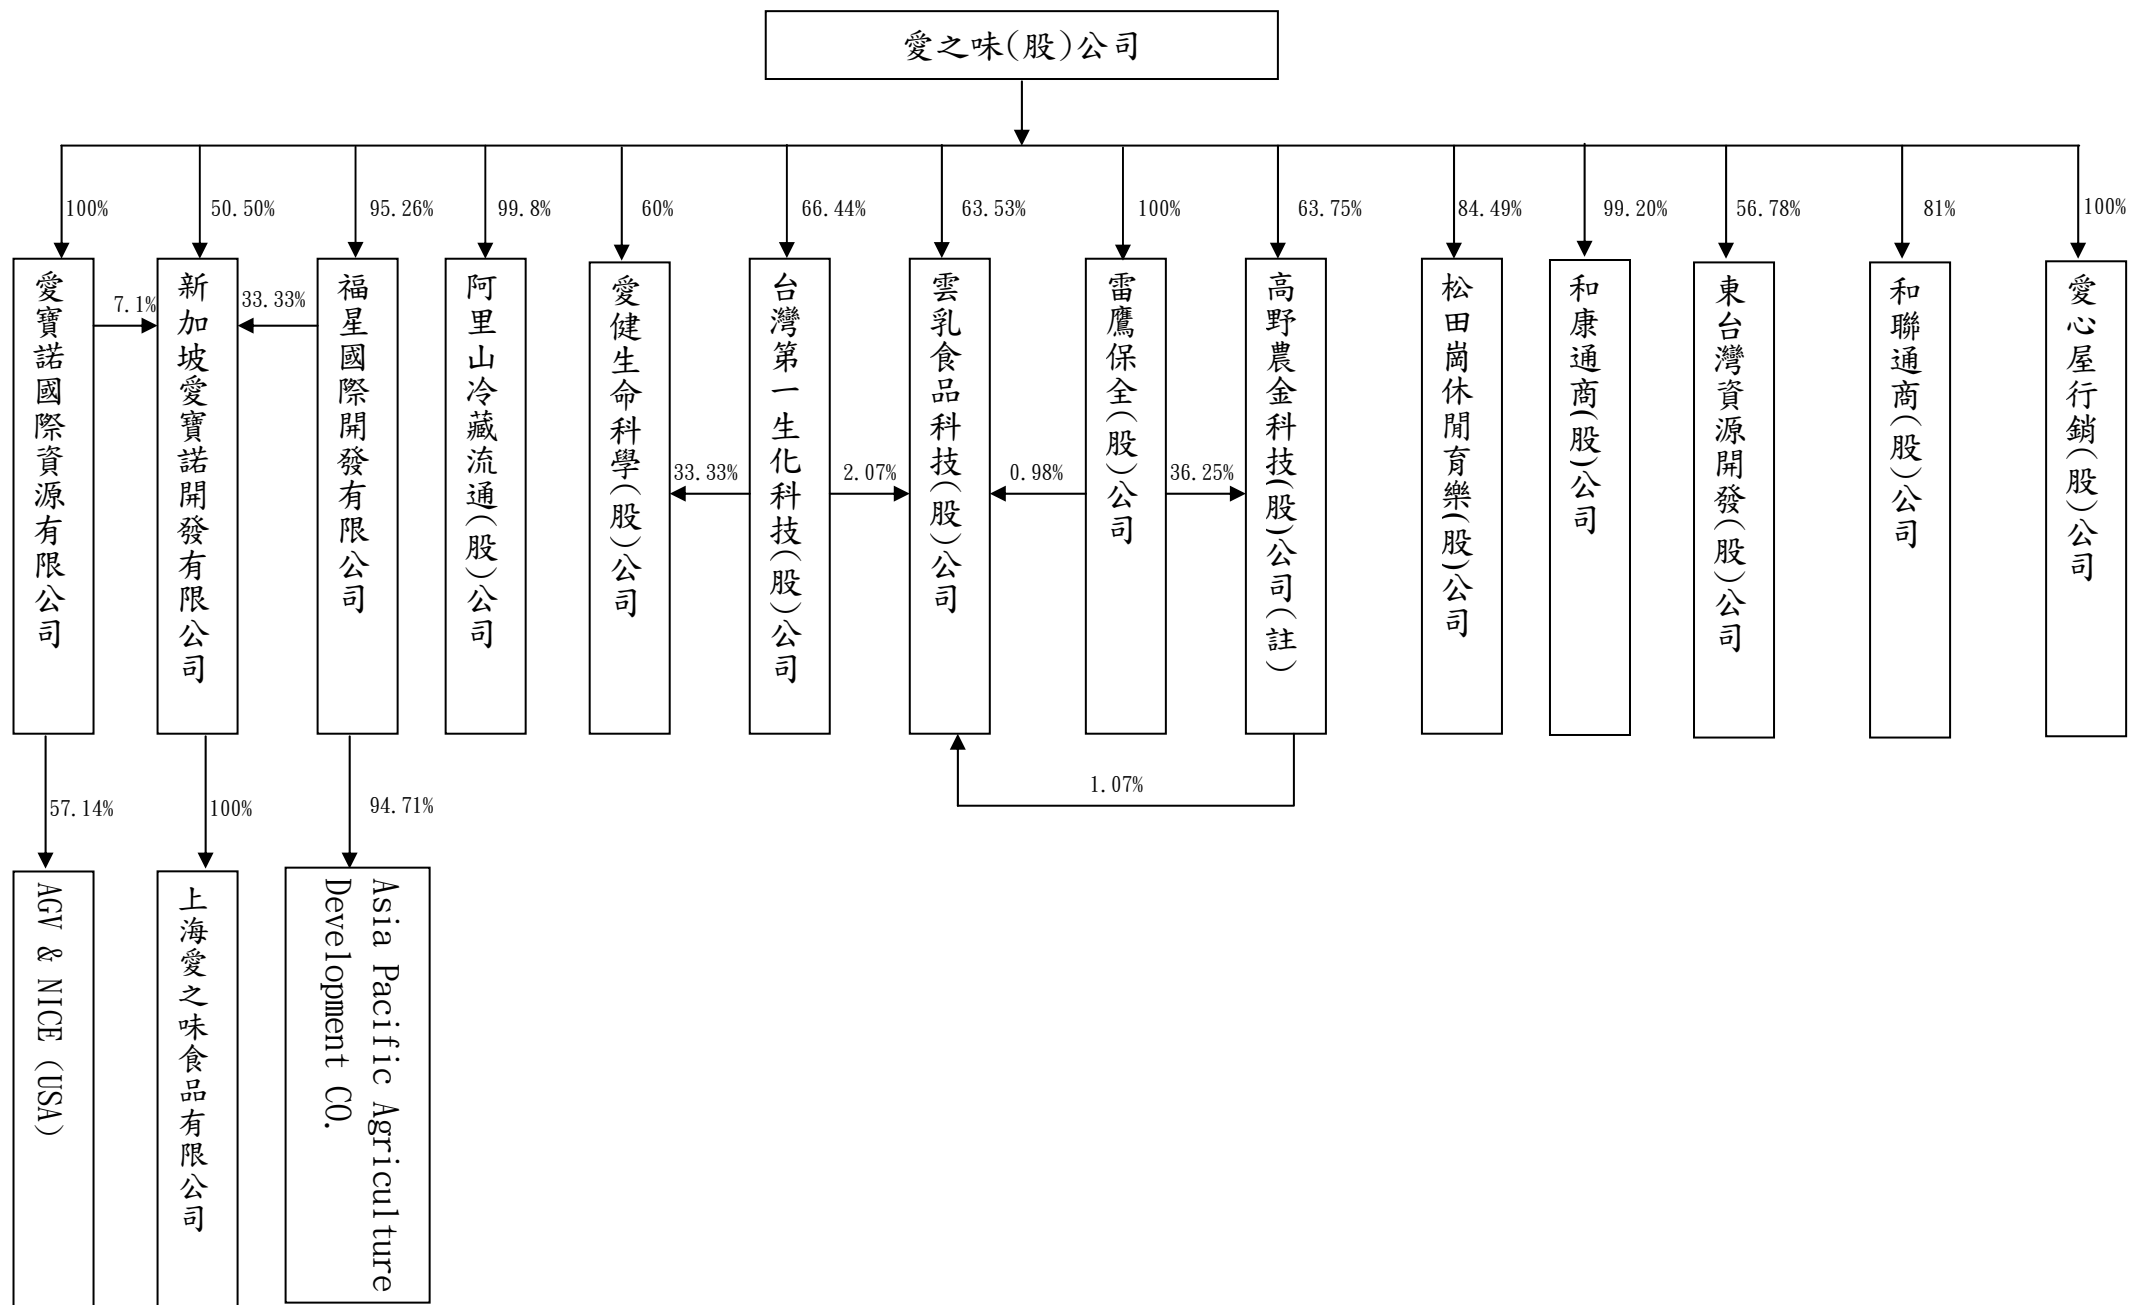 愛之味(股)公司
100%
50.50%
95.26%
99.8%
60%
66.44%
63.53%
100%
63.75%
84.49%
99.20%
56.78%
81%
100%
愛寶諾國際資源有限公司
7.1%
新加坡愛寶諾開發有限公司
33.33%
福星國際開發有限公司
阿里山冷藏流通(股)公司
愛健生命科學(股)公司
33.33%
台灣第一生化科技(股)公司
2.07%
雲乳食品科技(股)公司
0.98%
雷鷹保全(股)公司
36.25%
高野農金科技(股)公司(註)
松田崗休閒育樂(股)公司
和康通商(股)公司
東台灣資源開發(股)公司
和聯通商(股)公司
愛心屋行銷(股)公司
1.07%
57.14%
100%
94.71%
AGV & NICE (USA)
上海愛之味食品有限公司
Asia Pacific Agriculture
Development CO.